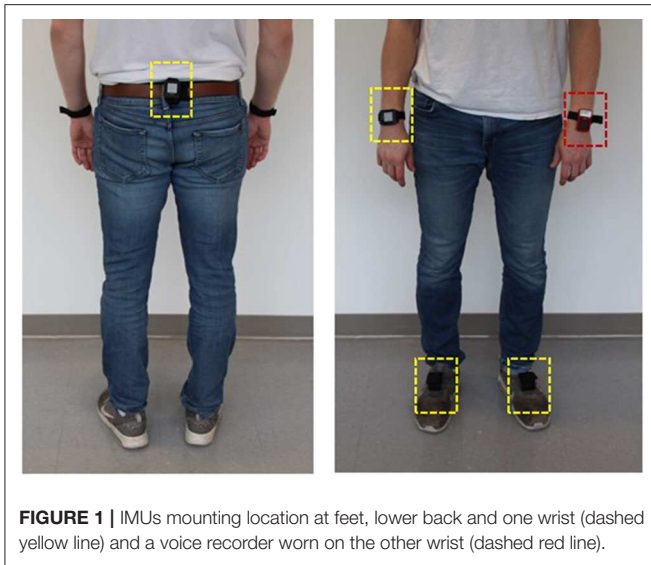 FIGURE 1 | IMUs mounting location at feet, lower back and one wrist (dashed
yellow line) and a voice recorder worn on the other wrist (dashed red line).